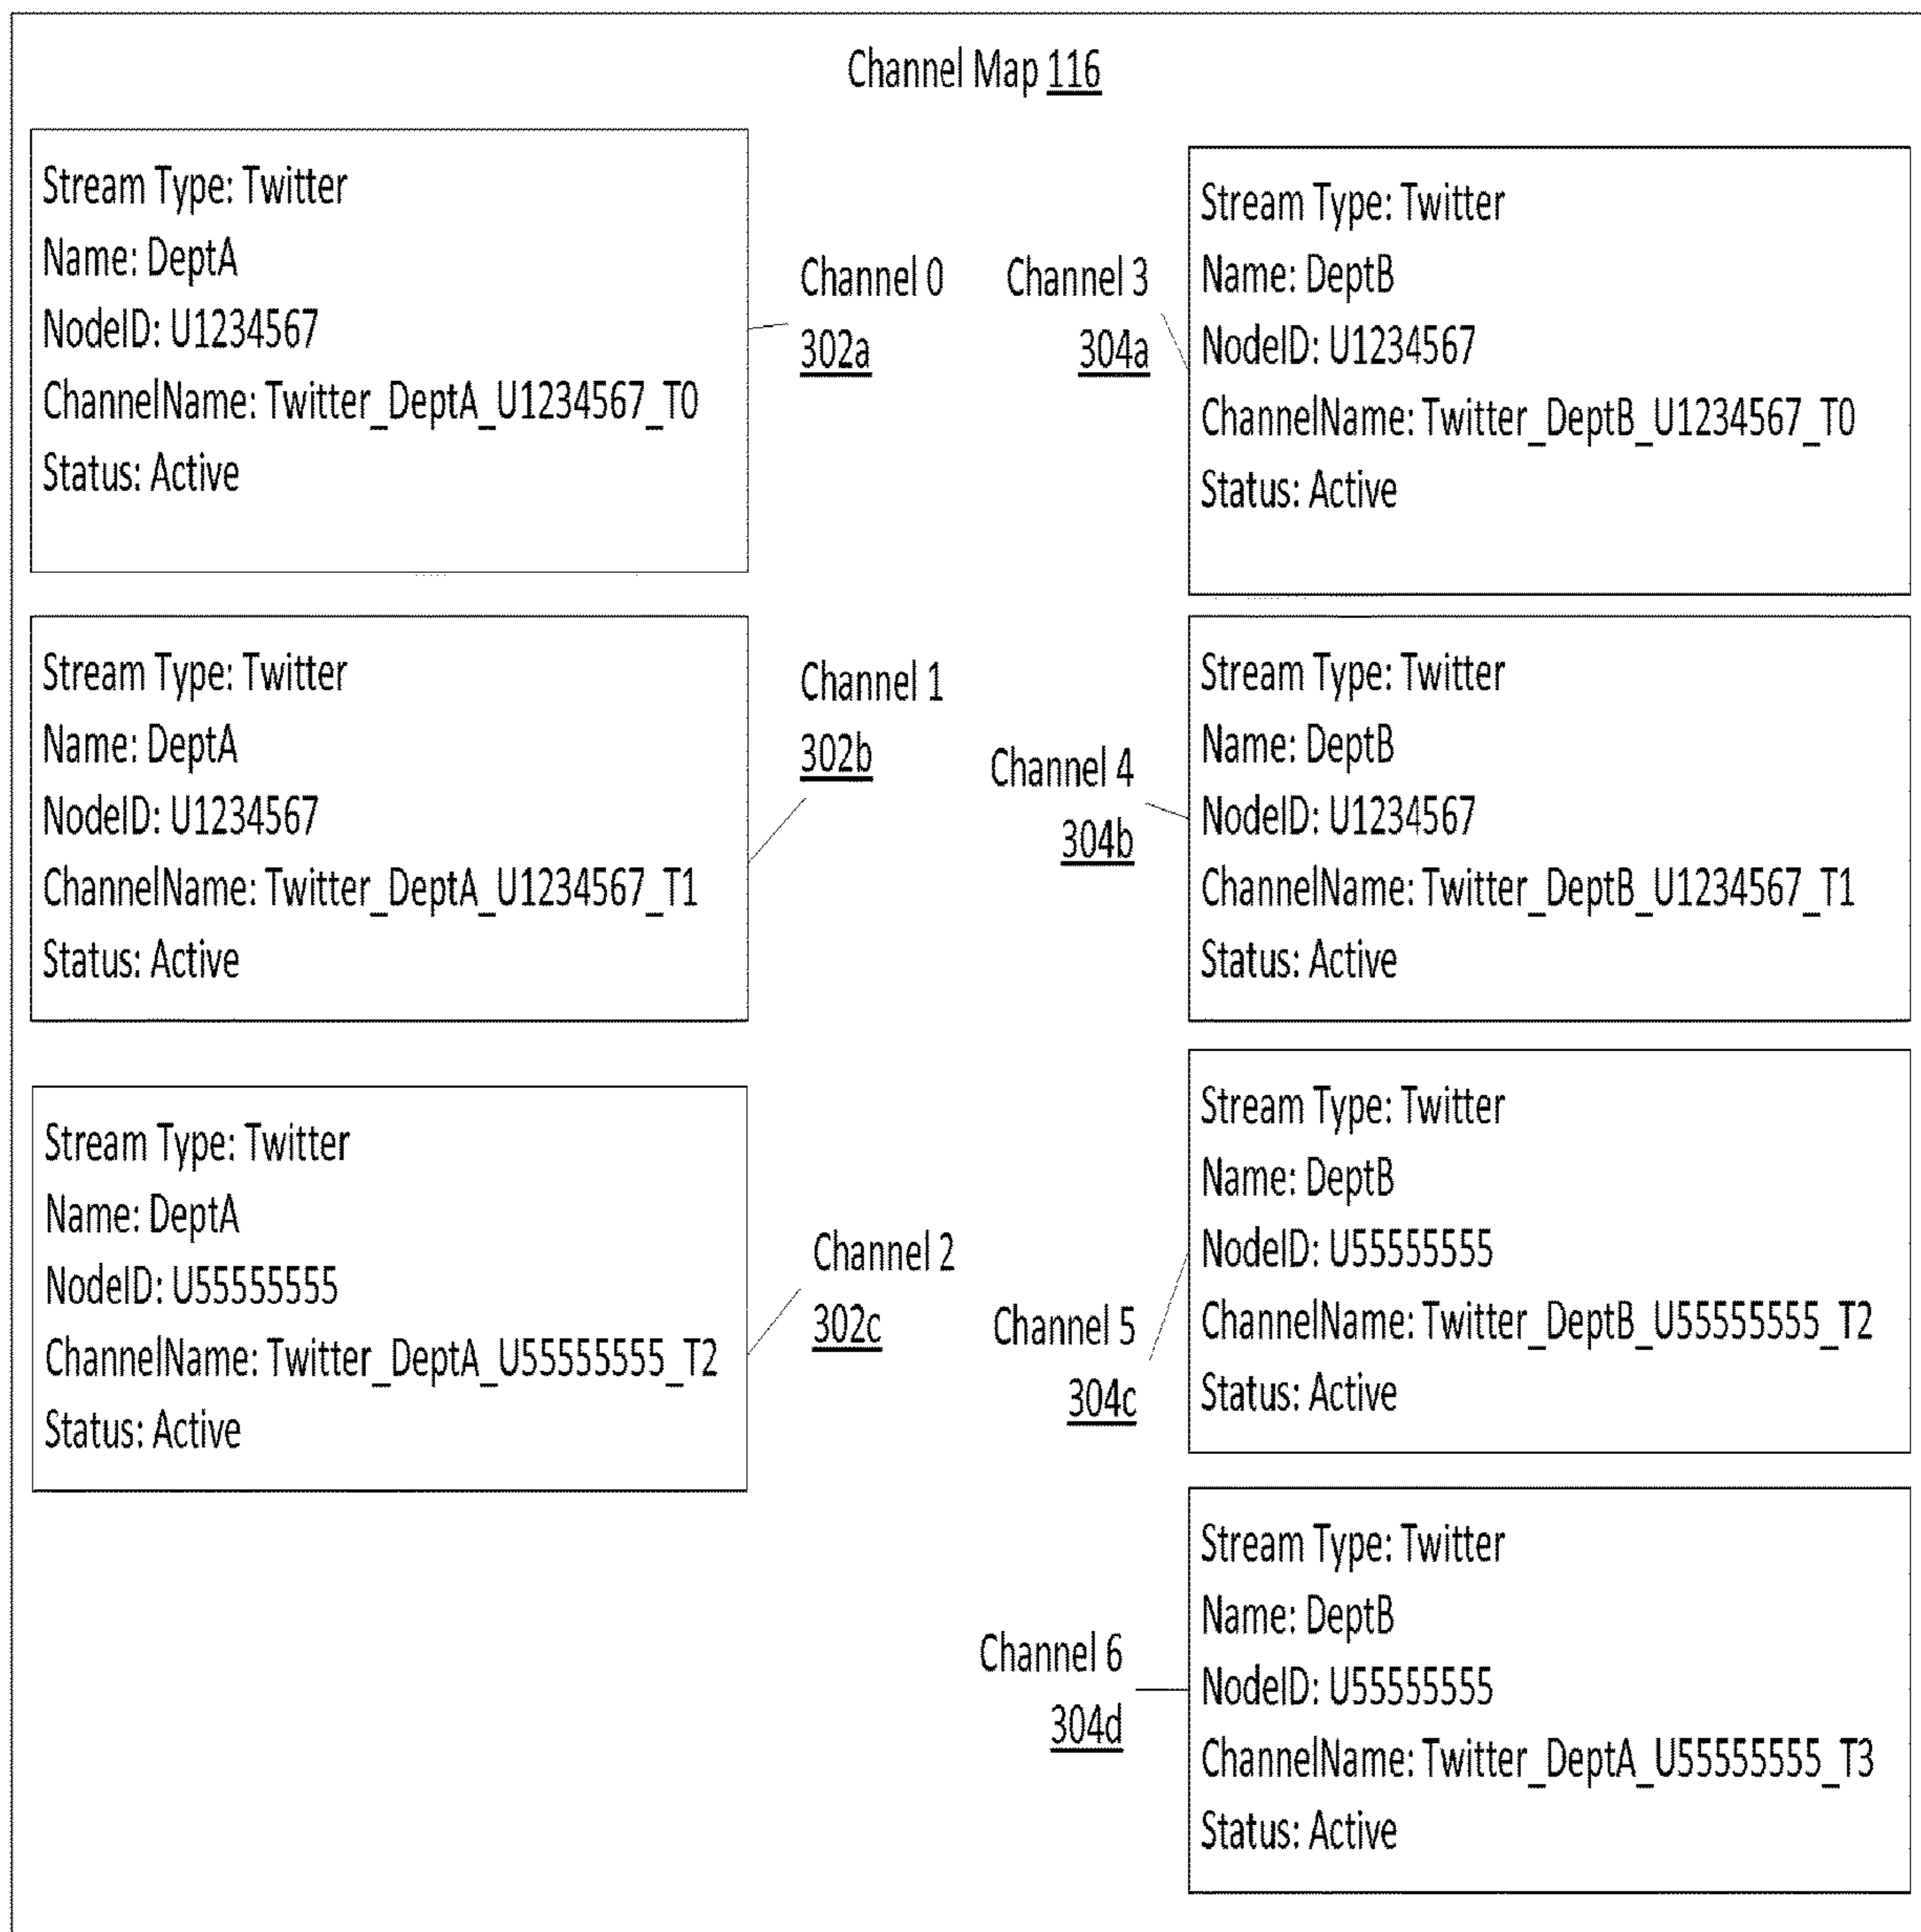 Channel Map 116
Stream Type: Twitter
Name: DeptA
NodeID: U1234567
ChannelName: Twitter_DeptA_U1234567_T0
Status: Active
Channel 0
302a
Channel 3
304a
Stream Type: Twitter
Name: DeptB
NodeID: U1234567
ChannelName: Twitter_DeptB_U1234567_T0
Status: Active
Stream Type: Twitter
Name: DeptA
NodeID: U1234567
ChannelName: Twitter_DeptA_U1234567_T1
Status: Active
Channel 1
302b
Channel 4
304b
Stream Type: Twitter
Name: DeptB
NodeID: U1234567
ChannelName: Twitter_DeptB_U1234567_T1
Status: Active
Stream Type: Twitter
Name: DeptA
NodeID: U55555555
ChannelName: Twitter_DeptA_U55555555_T2
Status: Active
Channel 2
302c
Channel 5
304c
Stream Type: Twitter
Name: DeptB
NodeID: U55555555
ChannelName: Twitter_DeptB_U55555555_T2
Status: Active
Channel 6
304d
Stream Type: Twitter
Name: DeptB
NodeID: U55555555
ChannelName: Twitter_DeptA_U55555555_T3
Status: Active